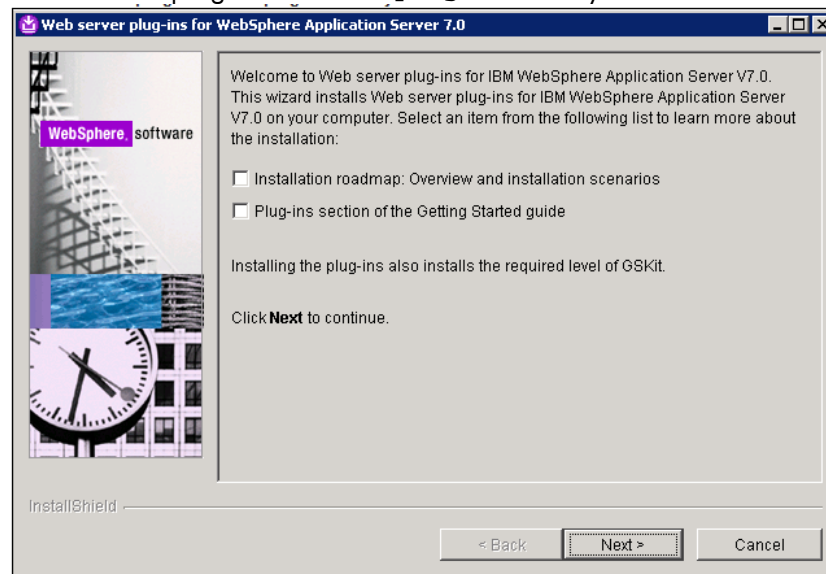 Web server plug-ins for WebSphere Application Server 7.0
WebSphere. software
Welcome to Web server plug-ins for IBM WebSphere Application Server V7.0.
This wizard installs Web server plug-ins for IBM WebSphere Application Server
V7.0 on your computer. Select an item from the following list to learn more about
the installation:
Installation roadmap: Overview and installation scenarios
Plug-ins section of the Getting Started guide
Installing the plug-ins also installs the required level of GSKit.
Click Next to continue.
InstallShield
< Back Next > Cancel